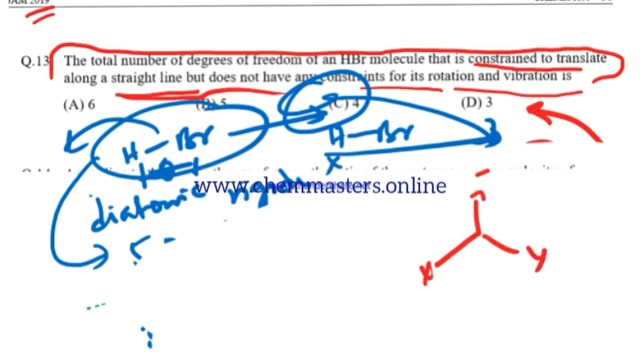 JAM 2019
Q.13 The total number of degrees of freedom of an HBr molecule that is constrained to translate
along a straight line but does not have any constraints for its rotation and vibration is
(A) 6 (B) 5 (C) 4 (D) 3
H-Br H-Br
x
www.chemmasters.online
diatomic
5 -
x y